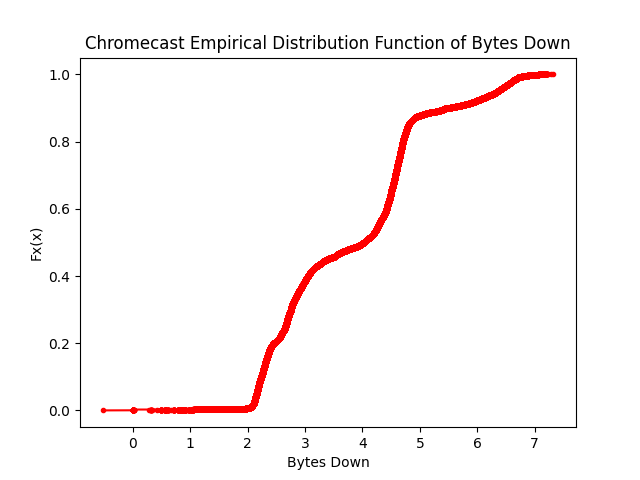 Chromecast Empirical Distribution Function of Bytes Down
1.0
0.8
0.6
0.4
0.2
0.0
Fx(x)
0 1 2 3 4 5 6 7
Bytes Down